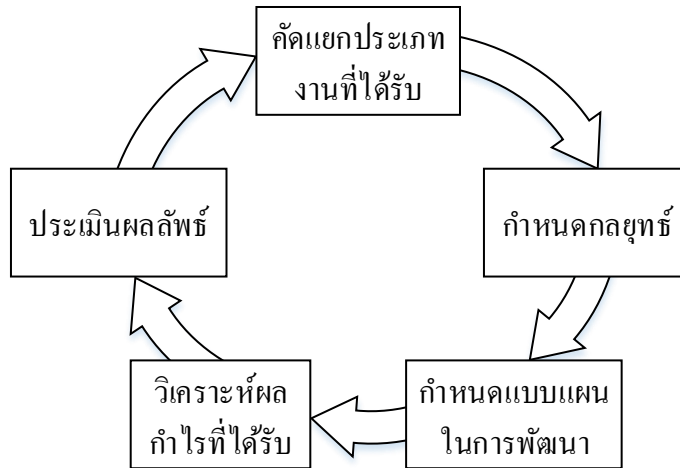 คัดแยกประเภท
งานที่ได้รับ
กำหนดกลยุทธ์
กำหนดแบบแผน
ในการพัฒนา
วิเคราะห์ผล
กำไรที่ได้รับ
ประเมินผลลัพธ์